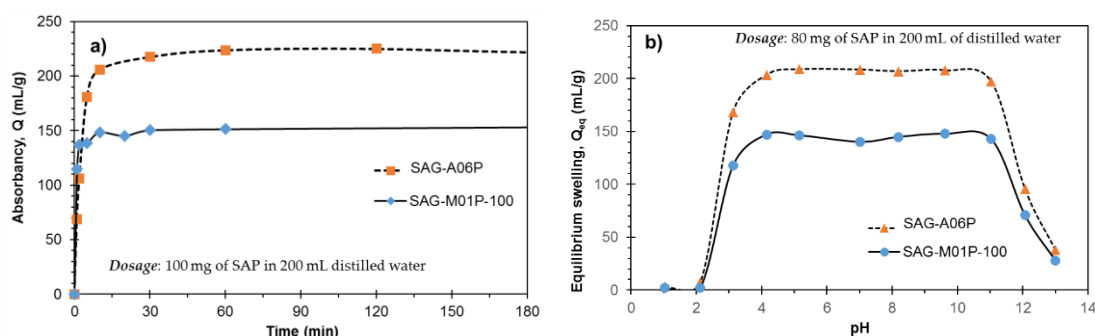 a)
Absorbancy, Q (mL/g)
250
200
150
100
50
0
SAG-A06P
SAG-M01P-100
Dosage: 100 mg of SAP in 200 mL distilled water
0 30 60 90 120 150 180
Time (min)
b)
Dosage: 80 mg of SAP in 200 mL of distilled water
Equilibrium swelling, Qeq (mL/g)
250
200
150
100
50
0
SAG-A06P
SAG-M01P-100
0 2 4 6 8 10 12 14
pH